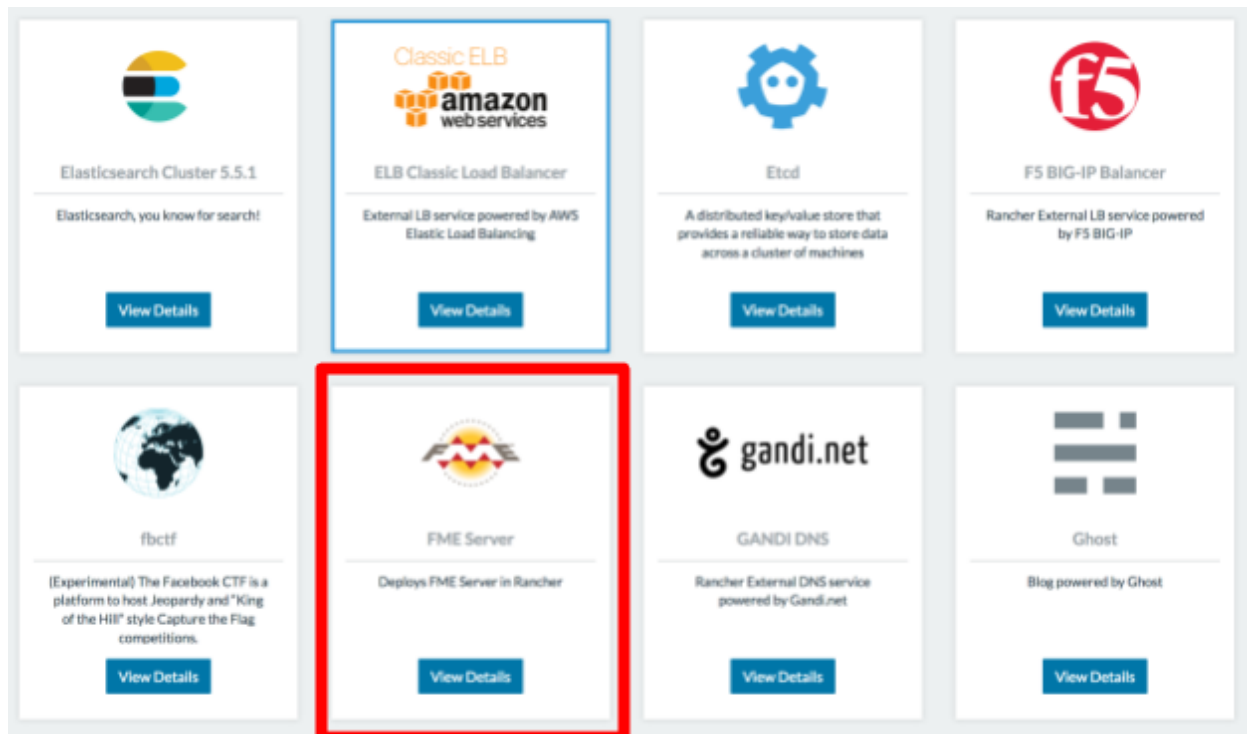 Classic ELB
amazon
webservices
f5
Elasticsearch Cluster 5.5.1
ELB Classic Load Balancer
Etcd
F5 BIG-IP Balancer
Elasticsearch, you know for search!
External LB service powered by AWS
Elastic Load Balancing
A distributed key/value store that
provides a reliable way to store data
across a cluster of machines
Rancher External LB service powered
by F5 BIG-IP
View Details
View Details
View Details
View Details
FME
gandi.net
fbctf
FME Server
GANDI DNS
Ghost
(Experimental) The Facebook CTF is a
platform to host Jeopardy and "King
of the Hill" style Capture the Flag
competitions.
Deploys FME Server in Rancher
Rancher External DNS service
powered by Gandi.net
Blog powered by Ghost
View Details
View Details
View Details
View Details